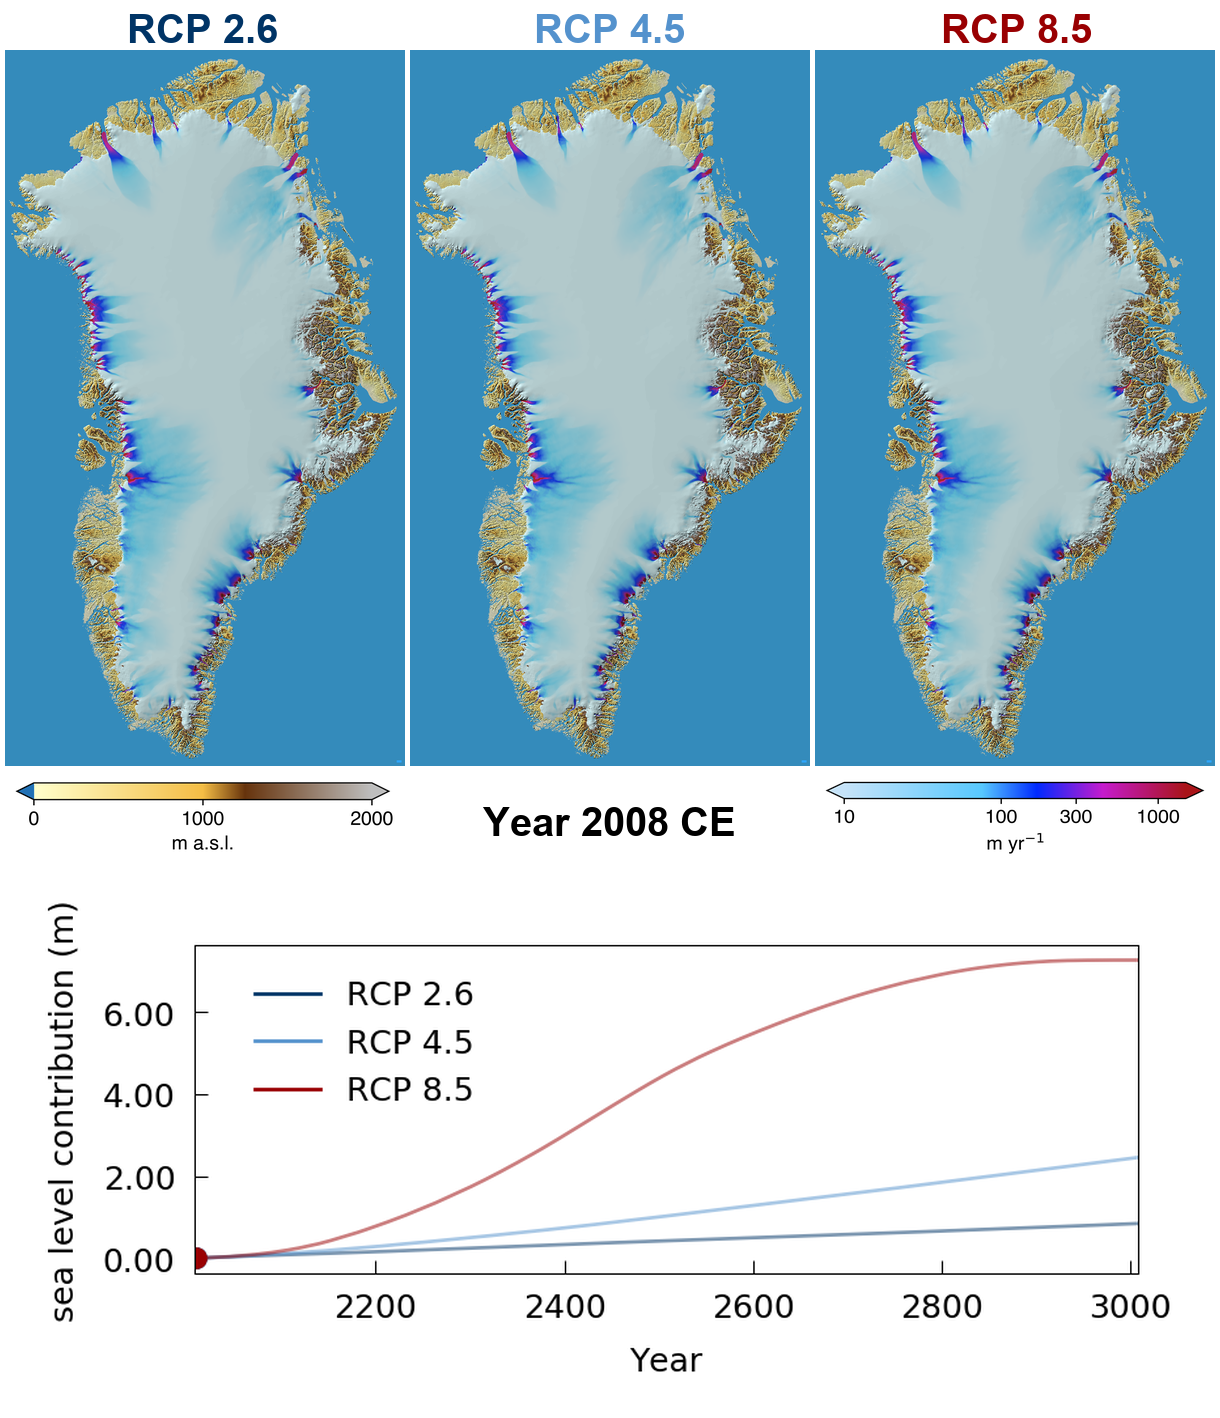 RCP 2.6
RCP 4.5
RCP 8.5
0 1000 2000
m a.s.l.
Year 2008 CE
10 100 300 1000
m yr⁻¹
sea level contribution (m)
6.00
4.00
2.00
0.00
RCP 2.6
RCP 4.5
RCP 8.5
2200 2400 2600 2800 3000
Year